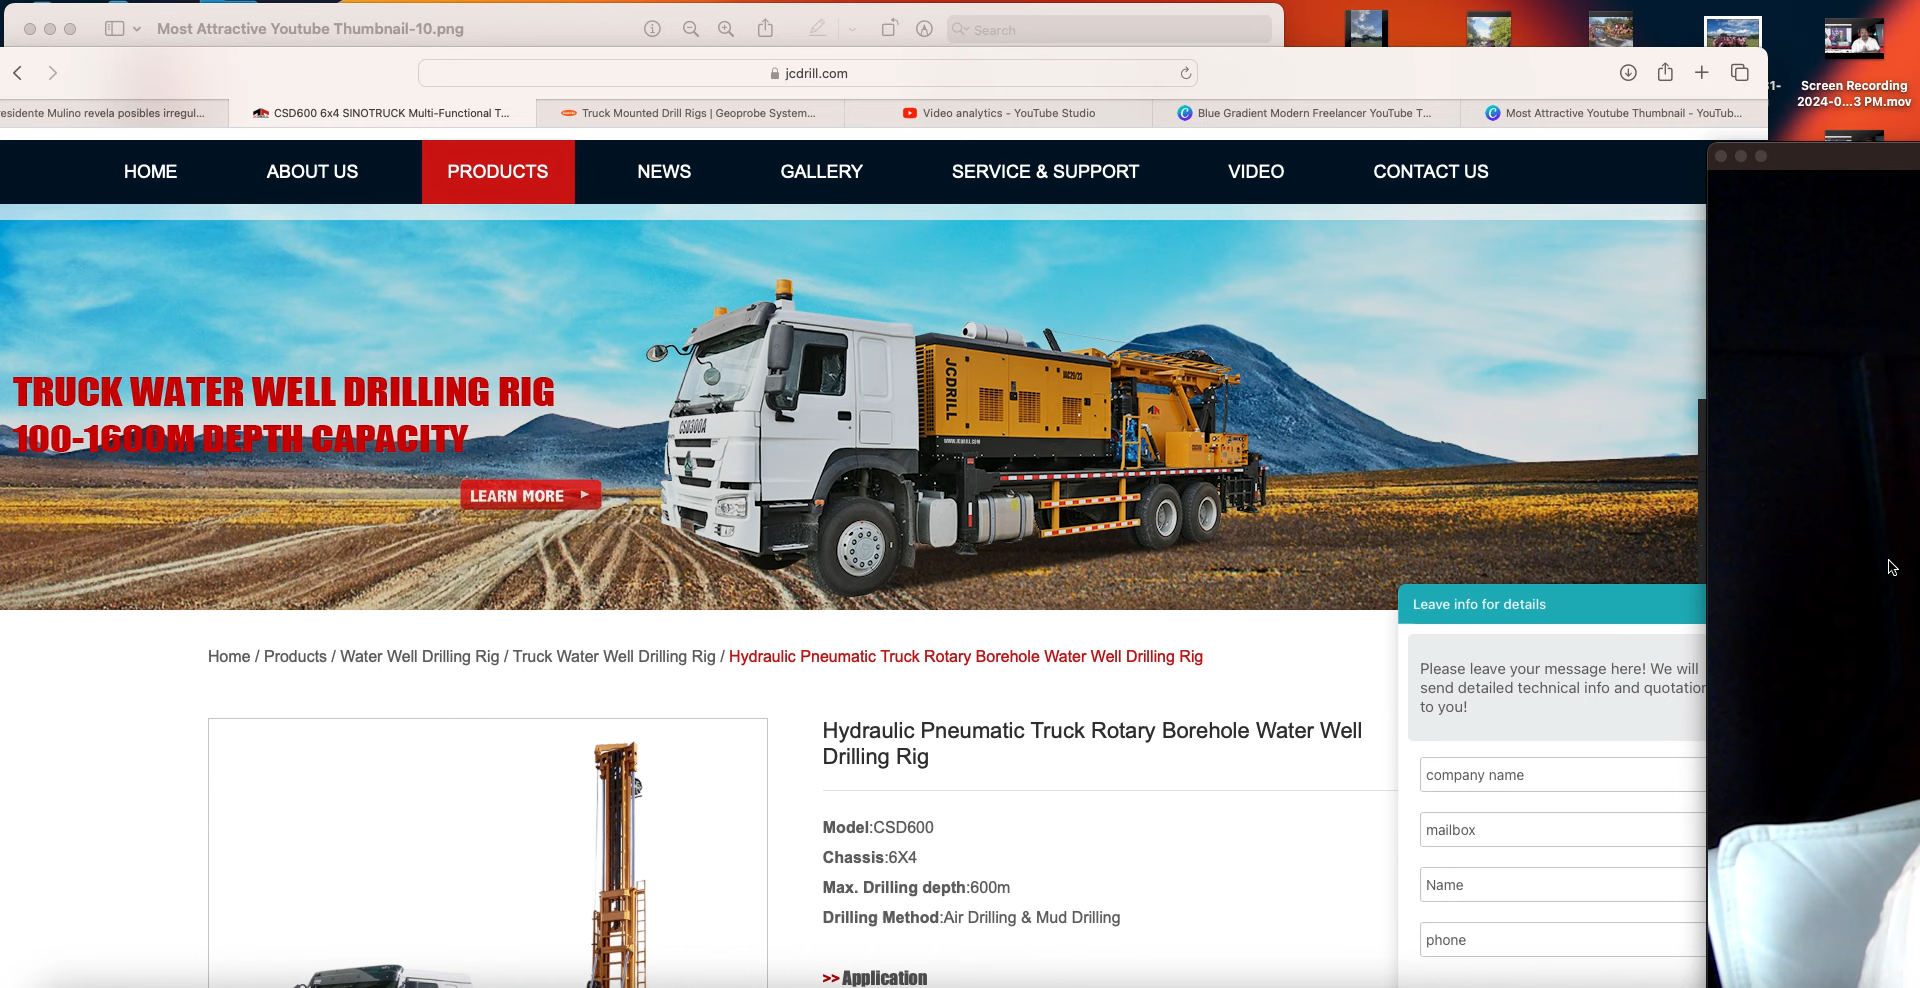 Most Attractive Youtube Thumbnail-10.png
Search
jcdrill.com
Screen Recording
2024-0...3 PM.mov
residente Mulino revela posibles irregul...
CSD600 6x4 SINOTRUCK Multi-Functional T...
Truck Mounted Drill Rigs | Geoprobe System...
Video analytics - YouTube Studio
Blue Gradient Modern Freelancer YouTube T...
Most Attractive Youtube Thumbnail - YouTub...
HOME
ABOUT US
PRODUCTS
NEWS
GALLERY
SERVICE & SUPPORT
VIDEO
CONTACT US
TRUCK WATER WELL DRILLING RIG
100-1600M DEPTH CAPACITY
LEARN MORE
CSD300A
JCDRILL
WWW.JCDRILL.COM
Leave info for details
Please leave your message here! We will
send detailed technical info and quotation
to you!
company name
mailbox
Name
phone
Home / Products / Water Well Drilling Rig / Truck Water Well Drilling Rig / Hydraulic Pneumatic Truck Rotary Borehole Water Well Drilling Rig
Hydraulic Pneumatic Truck Rotary Borehole Water Well
Drilling Rig
Model:CSD600
Chassis:6X4
Max. Drilling depth:600m
Drilling Method:Air Drilling & Mud Drilling
>> Application